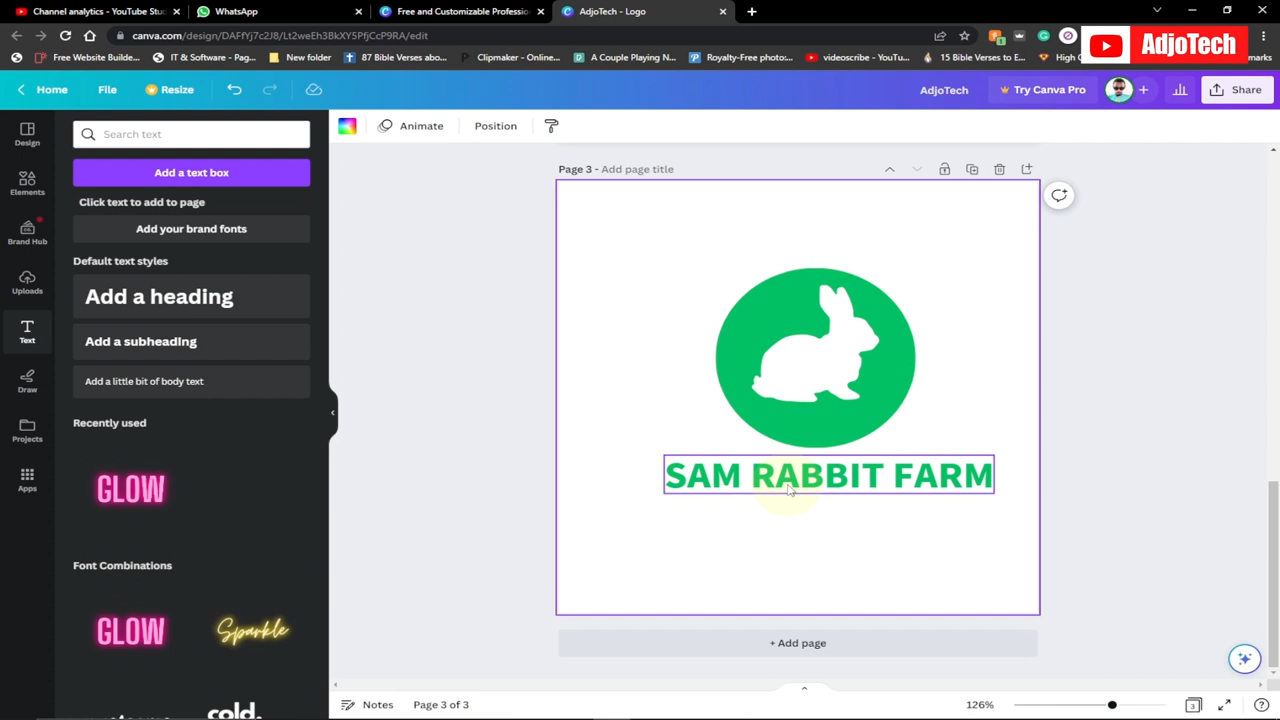 Channel analytics - YouTube Stud
WhatsApp
Free and Customizable Professio
AdjoTech - Logo
canva.com/design/DAFfYj7c2J8/Lt2weEh3BkXY5PfjCcP9RA/edit
Free Website Builde...
IT & Software - Pag...
New folder
87 Bible Verses abo...
Clipmaker - Online...
A Couple Playing N...
Royalty-Free photo:...
videoscribe - YouTu...
15 Bible Verses to E...
High C
marks
AdjoTech
Home
File
Resize
AdjoTech
Try Canva Pro
Share
Design
Elements
Brand Hub
Uploads
Text
Draw
Projects
Apps
Search text
Add a text box
Click text to add to page
Add your brand fonts
Default text styles
Add a heading
Add a subheading
Add a little bit of body text
Recently used
GLOW
Font Combinations
GLOW
Sparkle
cold.
Animate
Position
Page 3 - Add page title
SAM RABBIT FARM
+ Add page
Notes
Page 3 of 3
126%
3